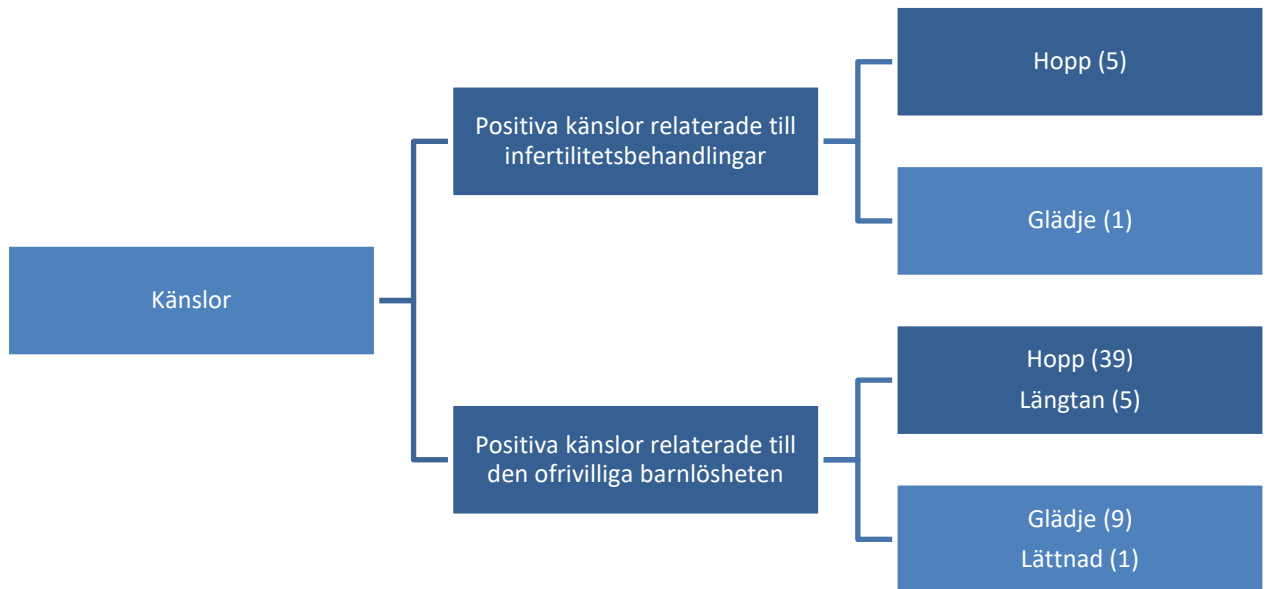 Känslor
Positiva känslor relaterade till
infertilitetsbehandlingar
Hopp (5)
Glädje (1)
Positiva känslor relaterade till
den ofrivilliga barnlösheten
Hopp (39)
Längtan (5)
Glädje (9)
Lättnad (1)